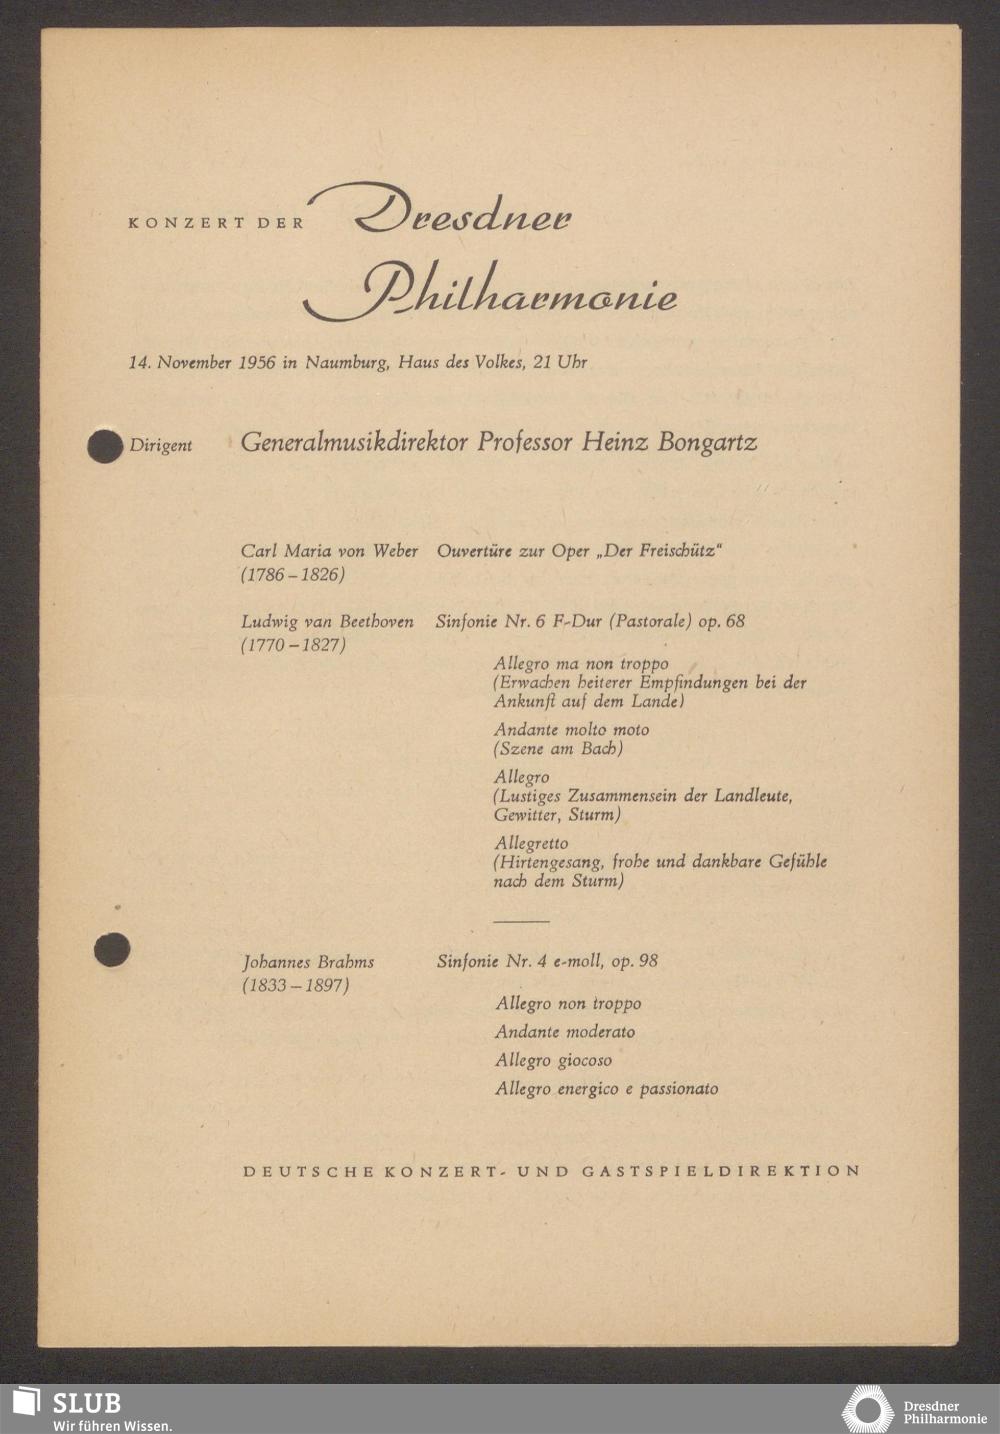 KONZERT DER Dresdner
Philharmonie
14. November 1956 in Naumburg, Haus des Volkes, 21 Uhr
Dirigent Generalmusikdirektor Professor Heinz Bongartz
Carl Maria von Weber Ouvertüre zur Oper „Der Freischütz“
(1786 – 1826)
Ludwig van Beethoven Sinfonie Nr. 6 F-Dur (Pastorale) op. 68
(1770 – 1827)
Allegro ma non troppo
(Erwachen heiterer Empfindungen bei der
Ankunft auf dem Lande)
Andante molto moto
(Szene am Bach)
Allegro
(Lustiges Zusammensein der Landleute,
Gewitter, Sturm)
Allegretto
(Hirtengesang, frohe und dankbare Gefühle
nach dem Sturm)
Johannes Brahms Sinfonie Nr. 4 e-moll, op. 98
(1833 – 1897)
Allegro non troppo
Andante moderato
Allegro giocoso
Allegro energico e passionato
DEUTSCHE KONZERT- UND GASTSPIELDIREKTION
SLUB
Wir führen Wissen.
Dresdner
Philharmonie